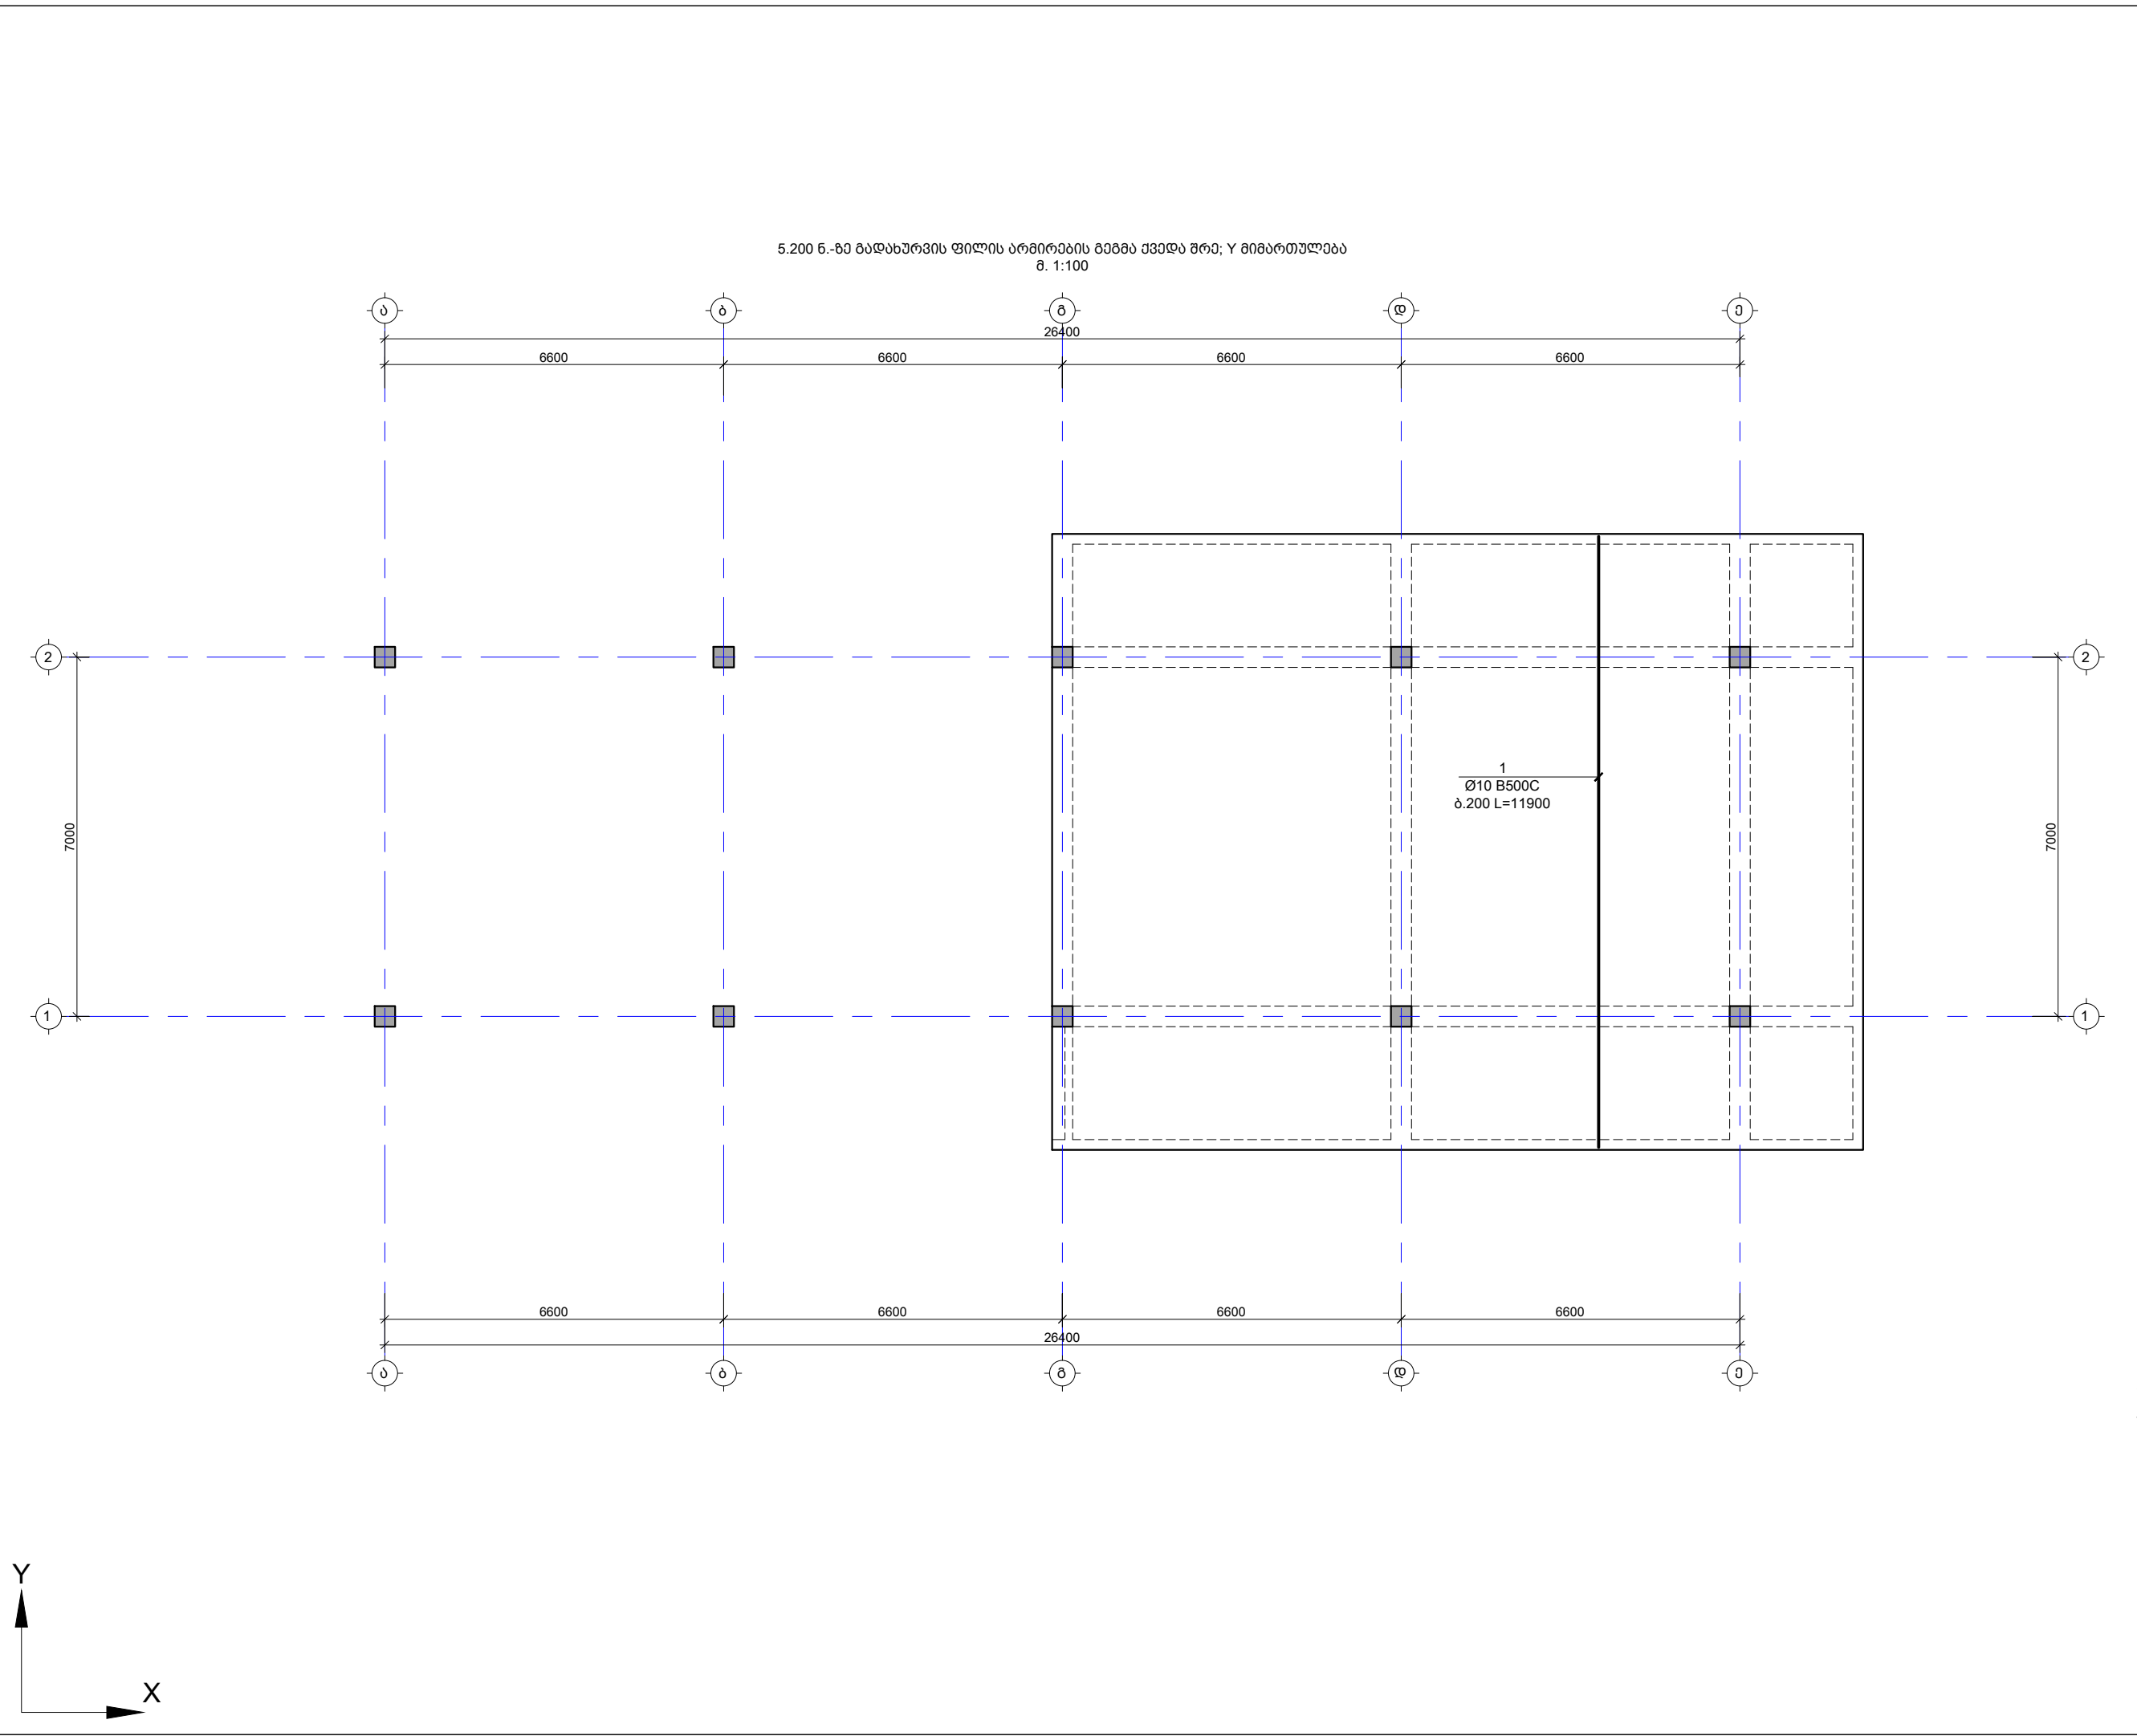 5.200 ნ.-ზე გადახურვის ფილის არმირების გეგმა ქვედა შრე; Y მიმართულება
მ. 1:100
ა ბ გ დ ე
26400
6600 6600 6600 6600
2 2
1
Ø10 B500C
ბ.200 L=11900
7000 7000
1 1
6600 6600 6600 6600
26400
ა ბ გ დ ე
Y
X